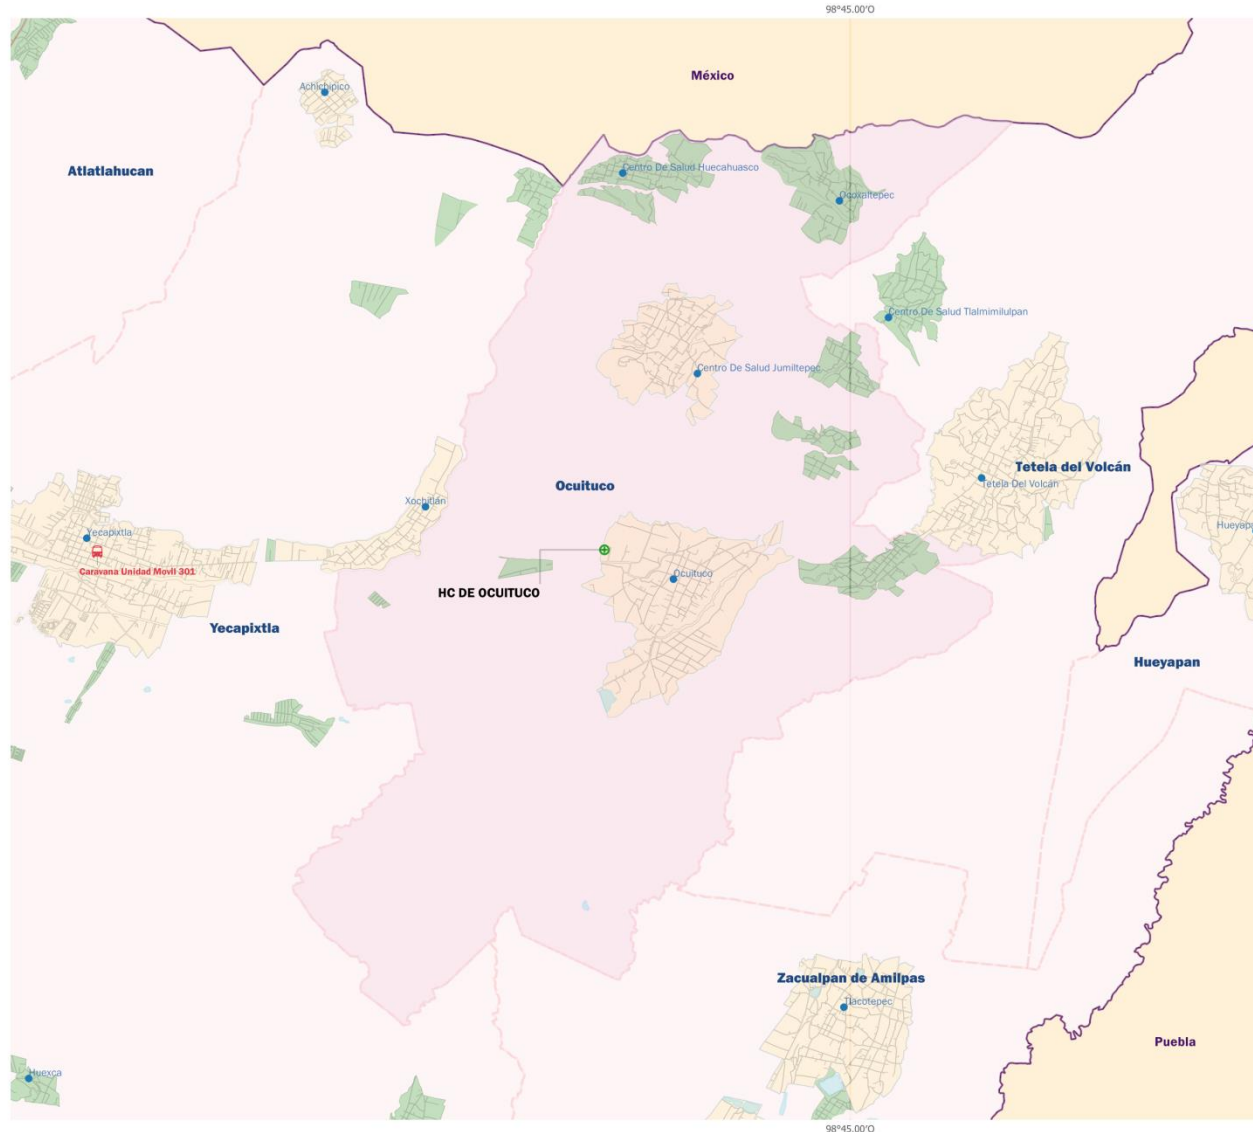 98°45.00'O
México
Achichipico
Atlatlahucan
Centro De Salud Huecahuasco
Ocoxaltepec
Centro De Salud Tlalmimilulpan
Centro De Salud Jumiltepec
Tetela del Volcán
Tetela Del Volcán
Ocuituco
Xochitlán
Hueyapa
Yecapixtla
Caravana Unidad Movil 301
Ocuituco
HC DE OCUITUCO
Yecapixtla
Hueyapan
Zacualpan de Amilpas
Tlacotepec
Puebla
Huexca
98°45.00'O